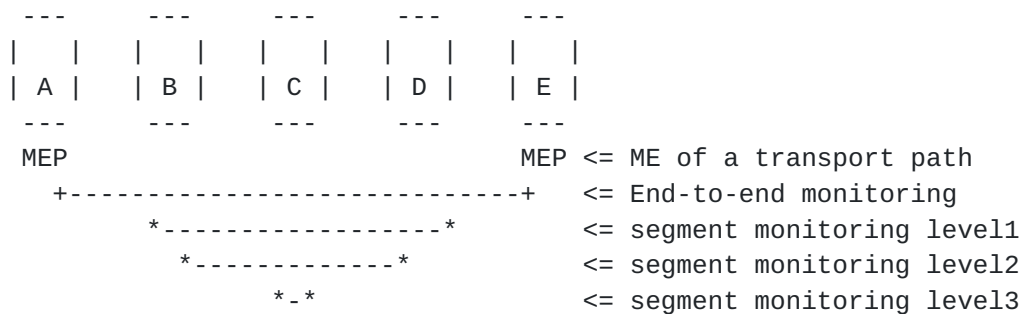 ---     ---     ---     ---     ---
|   |   |   |   |   |   |   |   |   |
| A |   | B |   | C |   | D |   | E |
 ---     ---     ---     ---     ---
 MEP                             MEP <= ME of a transport path
   +-----------------------------+   <= End-to-end monitoring
         *------------------*        <= segment monitoring level1
           *-------------*           <= segment monitoring level2
                 *-*                 <= segment monitoring level3